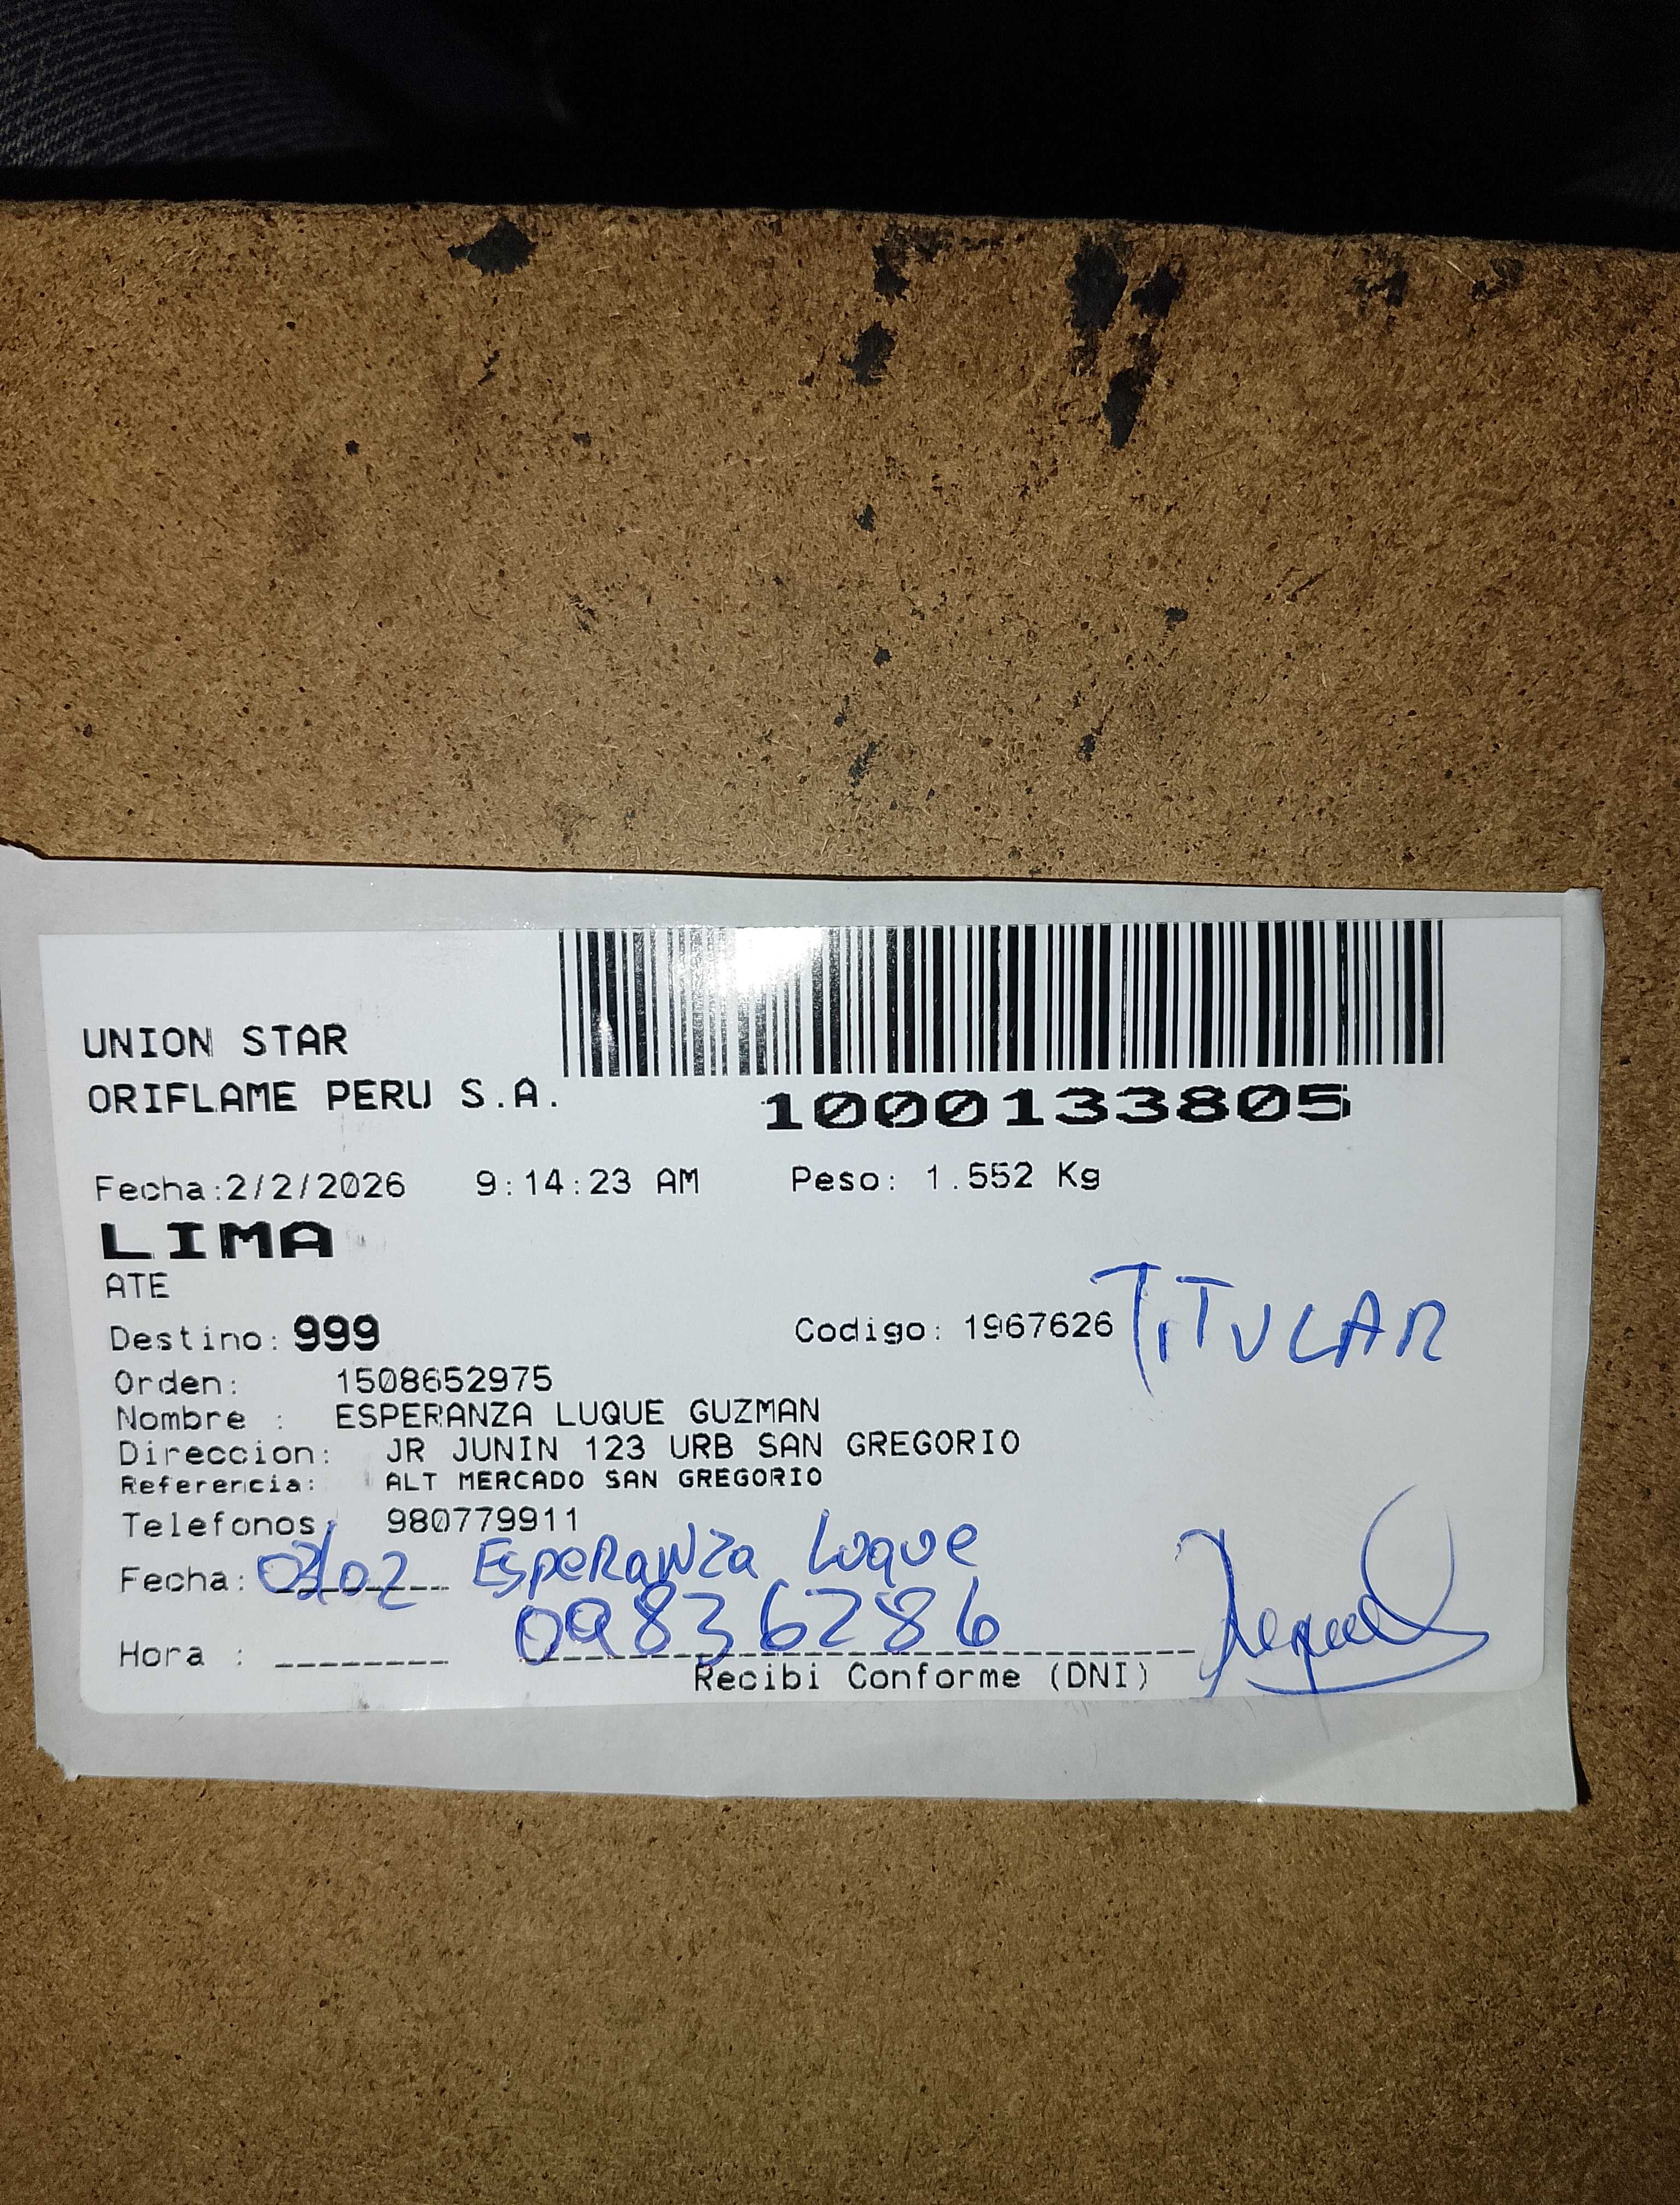 UNION STAR
ORIFLAME PERU S.A.
1000133805
Fecha:2/2/2026 9:14:23 AM Peso: 1.552 Kg
LIMA
ATE
Destino: 999 Codigo: 1967626 TITULAR
Orden: 1508652975
Nombre : ESPERANZA LUQUE GUZMAN
Direccion: JR JUNIN 123 URB SAN GREGORIO
Referencia: ALT MERCADO SAN GREGORIO
Telefonos: 980779911
Fecha: 03/02 Esperanza Luque
09836286
Hora :
Recibi Conforme (DNI)